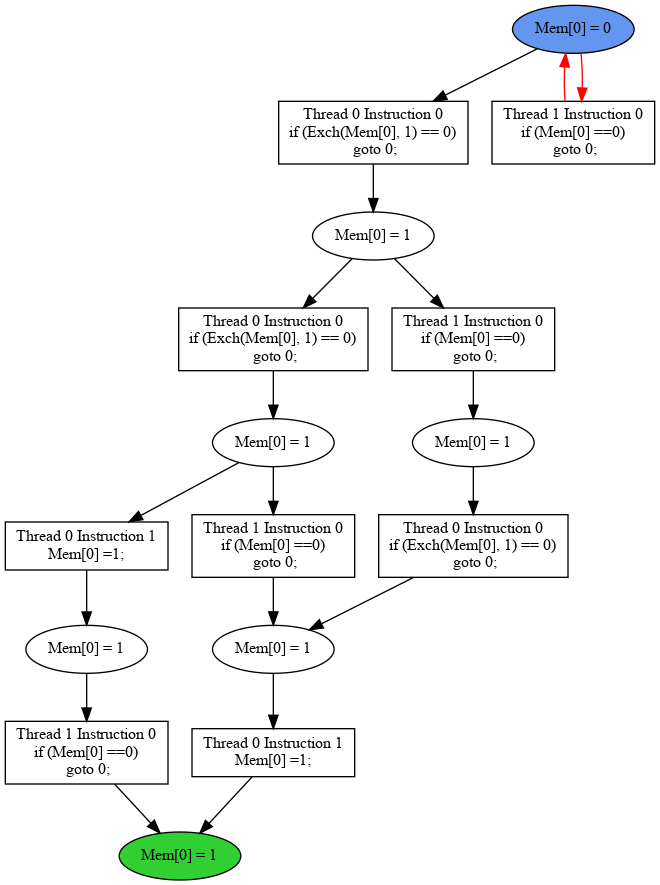 Mem[0] = 0
Thread 0 Instruction 0
if (Exch(Mem[0], 1) == 0)
goto 0;
Thread 1 Instruction 0
if (Mem[0] ==0)
goto 0;
Mem[0] = 1
Thread 0 Instruction 0
if (Exch(Mem[0], 1) == 0)
goto 0;
Thread 1 Instruction 0
if (Mem[0] ==0)
goto 0;
Mem[0] = 1
Mem[0] = 1
Thread 0 Instruction 1
Mem[0] =1;
Thread 1 Instruction 0
if (Mem[0] ==0)
goto 0;
Thread 0 Instruction 0
if (Exch(Mem[0], 1) == 0)
goto 0;
Mem[0] = 1
Mem[0] = 1
Thread 1 Instruction 0
if (Mem[0] ==0)
goto 0;
Thread 0 Instruction 1
Mem[0] =1;
Mem[0] = 1